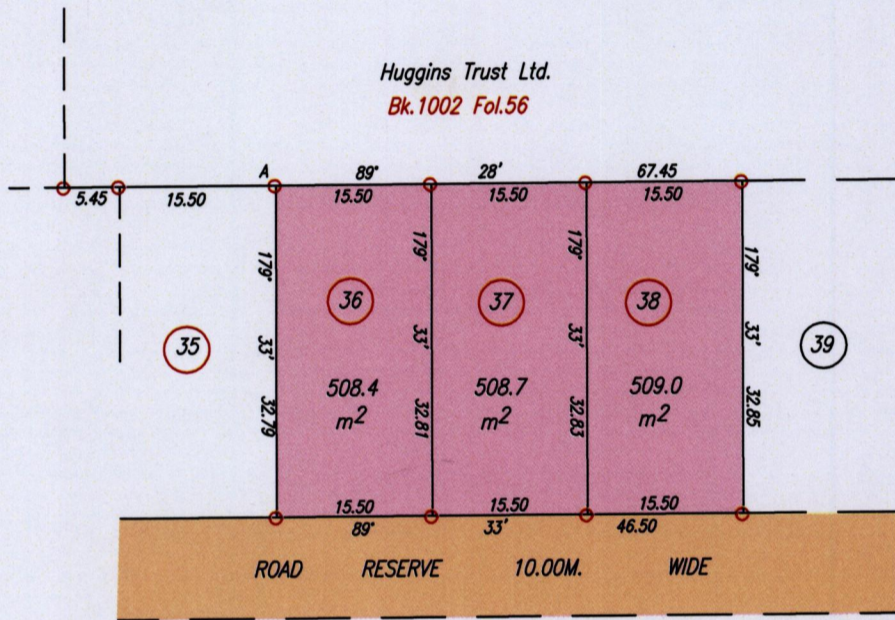 Huggins Trust Ltd.
Bk.1002 Fol.56
A 89° 28' 67.45
5.45 15.50 15.50 15.50 15.50
179° 33' 32.79
179° 33' 32.81
179° 33' 32.83
179° 33' 32.85
36 37 38
35 39
508.4 508.7 509.0
m² m² m²
15.50 15.50 15.50
89° 33' 46.50
ROAD RESERVE 10.00M. WIDE